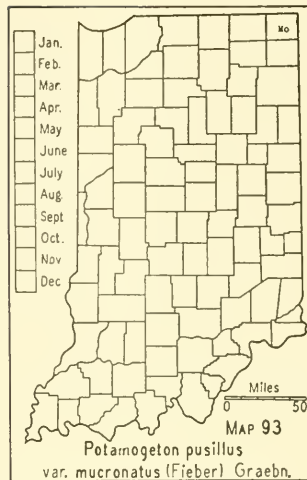 Mo
Jan.
Feb.
Mar.
Apr.
May
June
July
Aug.
Sept
Oct.
Nov
Dec
Miles
0 50
MAP 93
Potamogeton pusillus
var. mucronatus (Fieber) Graebn.